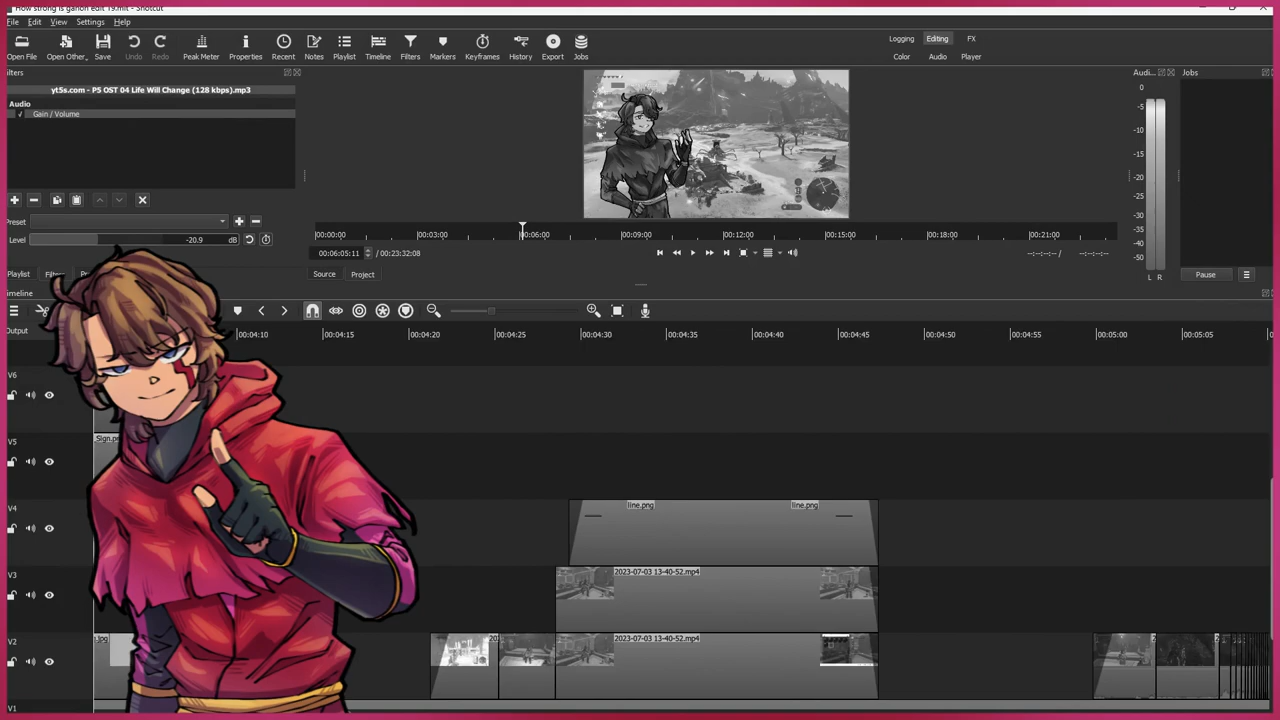 How strong is ganon edit 19.mlt - Shotcut
File Edit View Settings Help
Open File Open Other.. Save Undo Redo Peak Meter Properties Recent Notes Playlist Timeline Filters Markers Keyframes History Export Jobs
Logging Editing FX
Color Audio Player
ilters
Audi...
Jobs
yt5s.com - P5 OST 04 Life Will Change (128 kbps).mp3
Audio
✓ Gain / Volume
0
-5
-10
-15
-20
-25
-30
-35
-40
-45
-50
L R
Preset
Level -20.9 dB
00:00:00 00:03:00 00:06:00 00:09:00 00:12:00 00:15:00 00:18:00 00:21:00
00:06:05:11 / 00:23:32:08
--:--:--:-- / --:--:--:--
Playlist
Source Project
Pause
Timeline
Output
00:04:10 00:04:15 00:04:20 00:04:25 00:04:30 00:04:35 00:04:40 00:04:45 00:04:50 00:04:55 00:05:00 00:05:05
V6
V5
V4
line.png line.png
V3
2023-07-03 13-40-52.mp4
V2
2023-07-03 13-40-52.mp4
V1